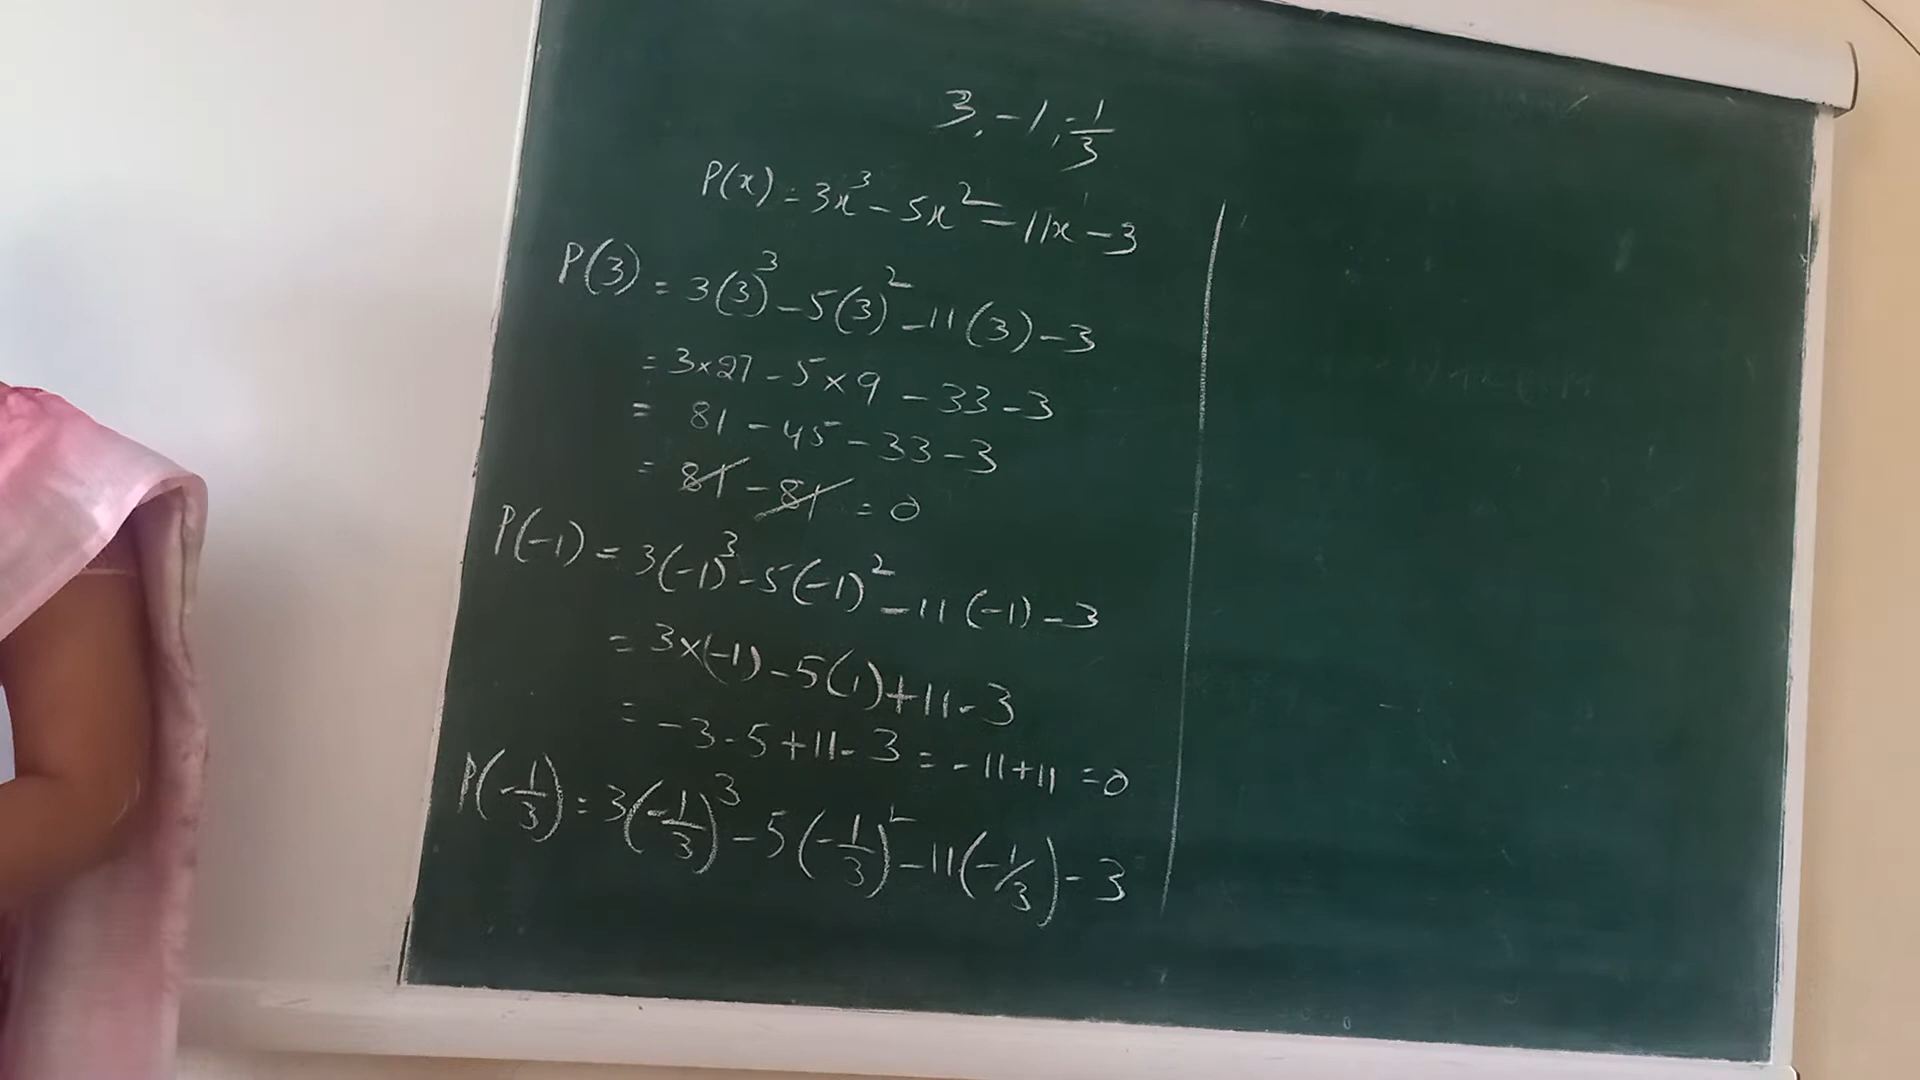 3, -1, -1/3
P(x) = 3x³ - 5x² - 11x - 3
P(3) = 3(3)³ - 5(3)² - 11(3) - 3
= 3×27 - 5×9 - 33 - 3
= 81 - 45 - 33 - 3
= 81 - 81 = 0
P(-1) = 3(-1)³ - 5(-1)² - 11(-1) - 3
= 3×(-1) - 5(1) + 11 - 3
= -3 - 5 + 11 - 3 = -11 + 11 = 0
P(-1/3) = 3(-1/3)³ - 5(-1/3)² - 11(-1/3) - 3